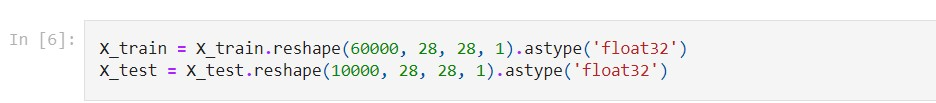 In [6]:
X_train = X_train.reshape(60000, 28, 28, 1).astype('float32')
X_test = X_test.reshape(10000, 28, 28, 1).astype('float32')